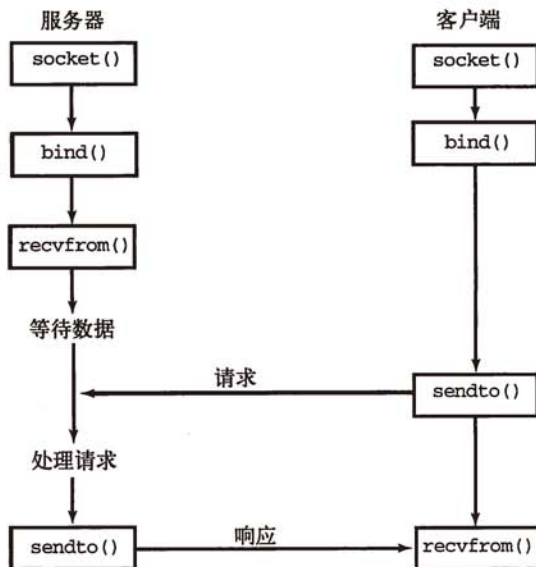 服务器
客户端
socket()
socket()
bind()
bind()
recvfrom()
等待数据
请求
sendto()
处理请求
sendto()
响应
recvfrom()